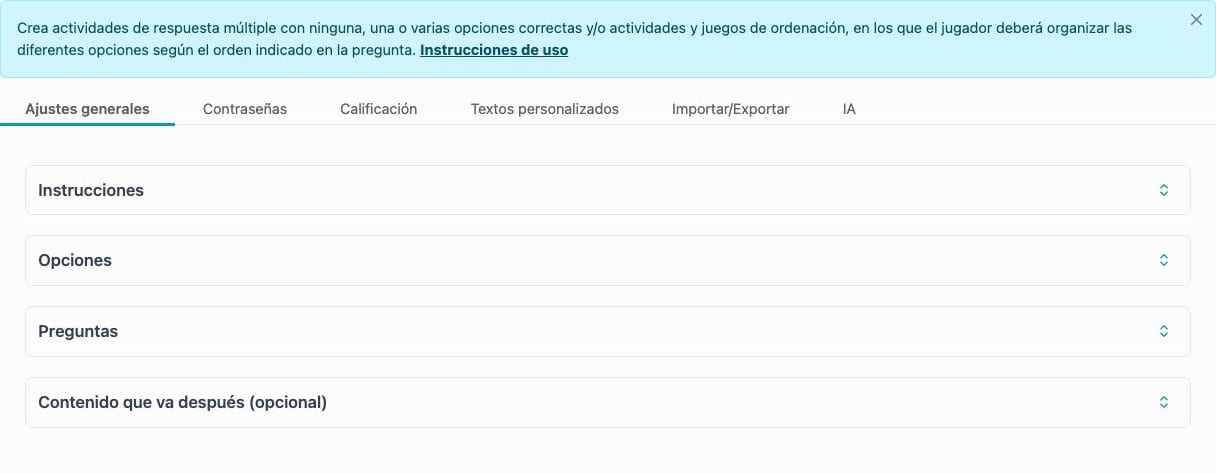 Crea actividades de respuesta múltiple con ninguna, una o varias opciones correctas y/o actividades y juegos de ordenación, en los que el jugador deberá organizar las
diferentes opciones según el orden indicado en la pregunta. Instrucciones de uso
Ajustes generales Contraseñas Calificación Textos personalizados Importar/Exportar IA
Instrucciones
Opciones
Preguntas
Contenido que va después (opcional)